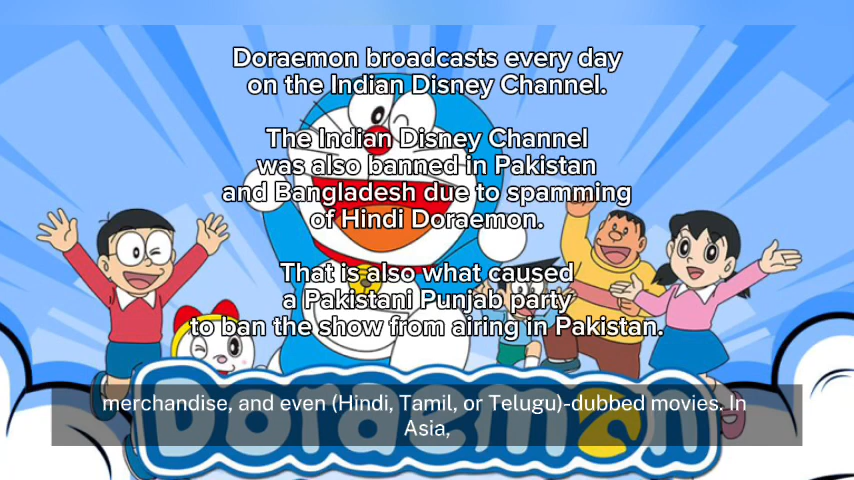 Doraemon broadcasts every day
on the Indian Disney Channel.
The Indian Disney Channel
was also banned in Pakistan
and Bangladesh due to spamming
of Hindi Doraemon.
That is also what caused
a Pakistani Punjab party
to ban the show from airing in Pakistan.
merchandise, and even (Hindi, Tamil, or Telugu)-dubbed movies. In
Asia,
Doraemon